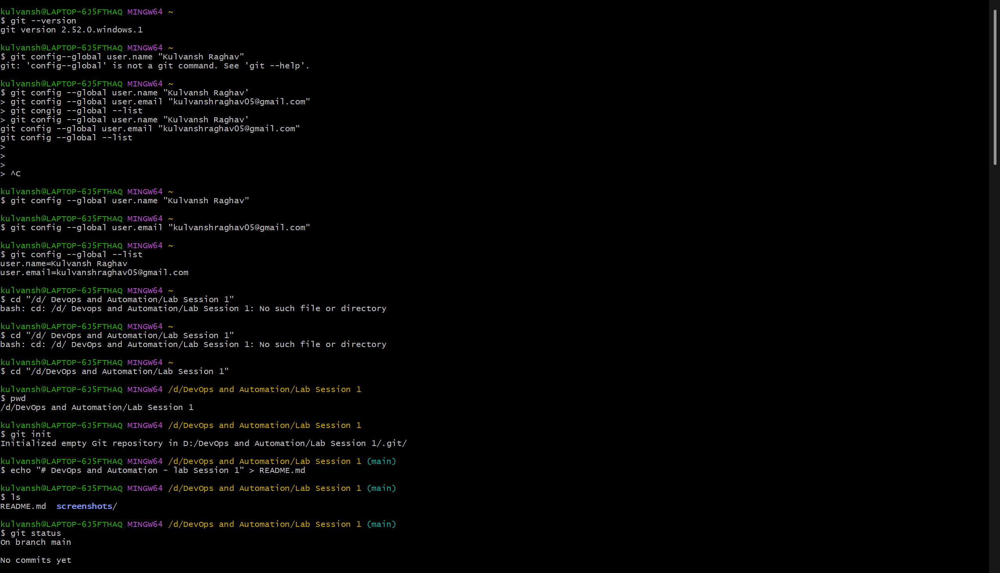 kulvansh@LAPTOP-6J5FTHAQ MINGW64 ~
$ git --version
git version 2.52.0.windows.1
kulvansh@LAPTOP-6J5FTHAQ MINGW64 ~
$ git config--global user.name "Kulvansh Raghav"
git: 'config--global' is not a git command. See 'git --help'.
kulvansh@LAPTOP-6J5FTHAQ MINGW64 ~
$ git config --global user.name "Kulvansh Raghav'
> git config --global user.email "kulvanshraghav05@gmail.com"
> git congig --global --list
> git config --global user.name "Kulvansh Raghav'
git config --global user.email "kulvanshraghav05@gmail.com"
git config --global --list
>
>
>
> ^C
kulvansh@LAPTOP-6J5FTHAQ MINGW64 ~
$ git config --global user.name "Kulvansh Raghav"
kulvansh@LAPTOP-6J5FTHAQ MINGW64 ~
$ git config --global user.email "kulvanshraghav05@gmail.com"
kulvansh@LAPTOP-6J5FTHAQ MINGW64 ~
$ git config --global --list
user.name=Kulvansh Raghav
user.email=kulvanshraghav05@gmail.com
kulvansh@LAPTOP-6J5FTHAQ MINGW64 ~
$ cd "/d/ Devops and Automation/Lab Session 1"
bash: cd: /d/ Devops and Automation/Lab Session 1: No such file or directory
kulvansh@LAPTOP-6J5FTHAQ MINGW64 ~
$ cd "/d/ DevOps and Automation/Lab Session 1"
bash: cd: /d/ DevOps and Automation/Lab Session 1: No such file or directory
kulvansh@LAPTOP-6J5FTHAQ MINGW64 ~
$ cd "/d/DevOps and Automation/Lab Session 1"
kulvansh@LAPTOP-6J5FTHAQ MINGW64 /d/DevOps and Automation/Lab Session 1
$ pwd
/d/DevOps and Automation/Lab Session 1
kulvansh@LAPTOP-6J5FTHAQ MINGW64 /d/DevOps and Automation/Lab Session 1
$ git init
Initialized empty Git repository in D:/DevOps and Automation/Lab Session 1/.git/
kulvansh@LAPTOP-6J5FTHAQ MINGW64 /d/DevOps and Automation/Lab Session 1 (main)
$ echo "# DevOps and Automation - lab Session 1" > README.md
kulvansh@LAPTOP-6J5FTHAQ MINGW64 /d/DevOps and Automation/Lab Session 1 (main)
$ ls
README.md  screenshots/
kulvansh@LAPTOP-6J5FTHAQ MINGW64 /d/DevOps and Automation/Lab Session 1 (main)
$ git status
On branch main
No commits yet